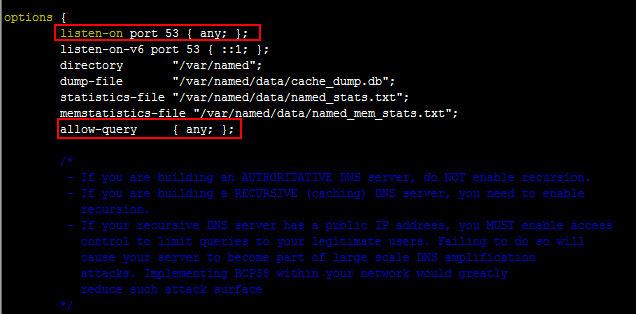 options {
listen-on port 53 { any; };
listen-on-v6 port 53 { ::1; };
directory "/var/named";
dump-file "/var/named/data/cache_dump.db";
statistics-file "/var/named/data/named_stats.txt";
memstatistics-file "/var/named/data/named_mem_stats.txt";
allow-query { any; };
/*
- If you are building an AUTHORITATIVE DNS server, do NOT enable recursion.
- If you are building a RECURSIVE (caching) DNS server, you need to enable
recursion.
- If your recursive DNS server has a public IP address, you MUST enable access
control to limit queries to your legitimate users. Failing to do so will
cause your server to become part of large scale DNS amplification
attacks. Implementing BCP38 within your network would greatly
reduce such attack surface
*/